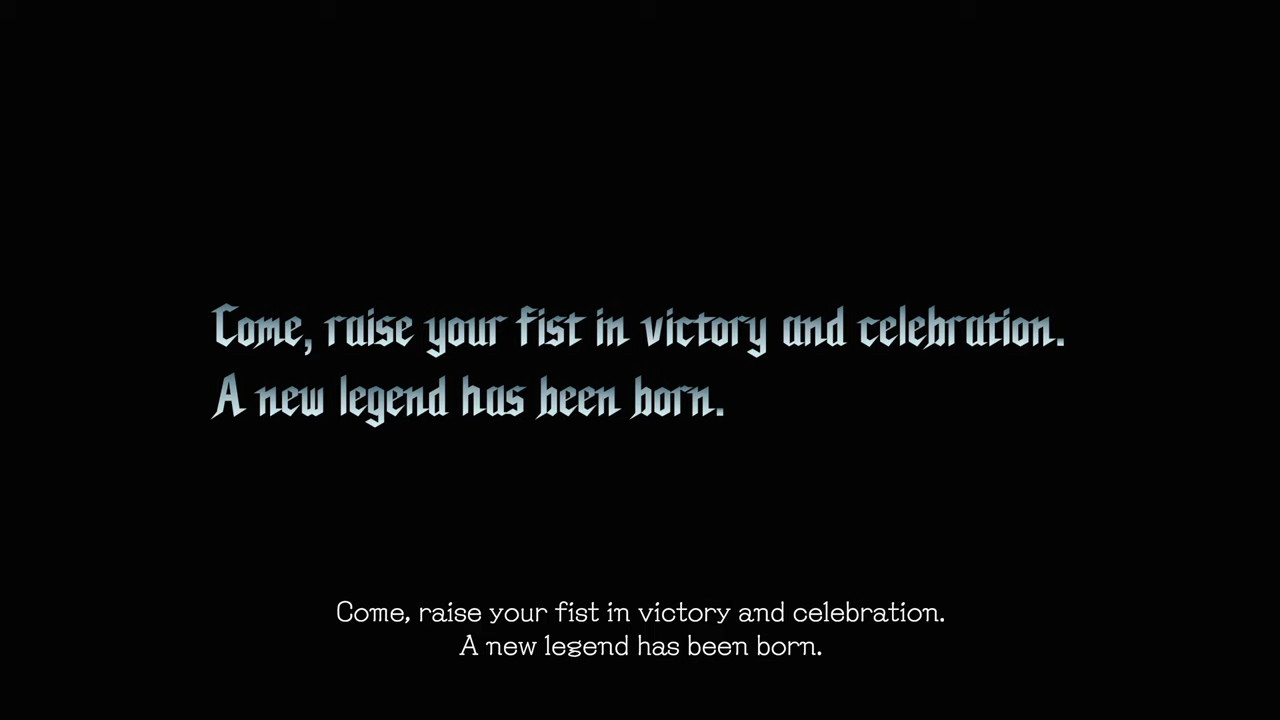 Come, raise your fist in victory and celebration.
A new legend has been born.
Come, raise your fist in victory and celebration.
A new legend has been born.